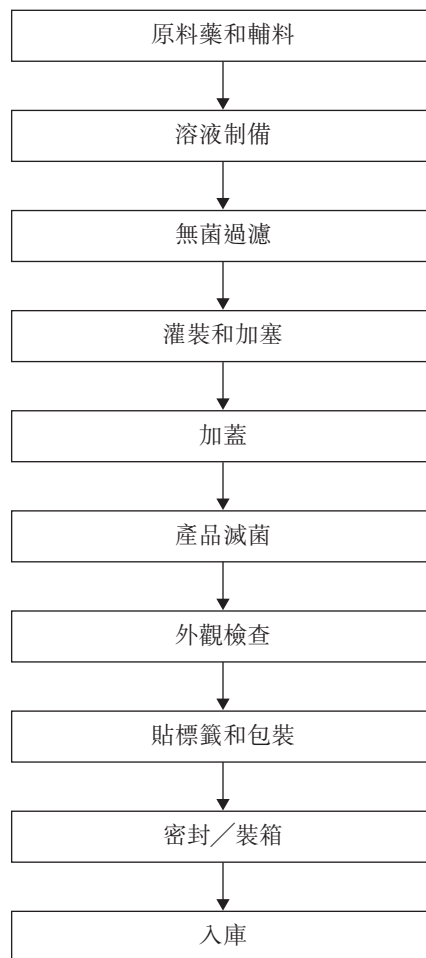 原料藥和輔料
溶液制備
無菌過濾
灌裝和加塞
加蓋
產品滅菌
外觀檢查
貼標籤和包裝
密封／裝箱
入庫